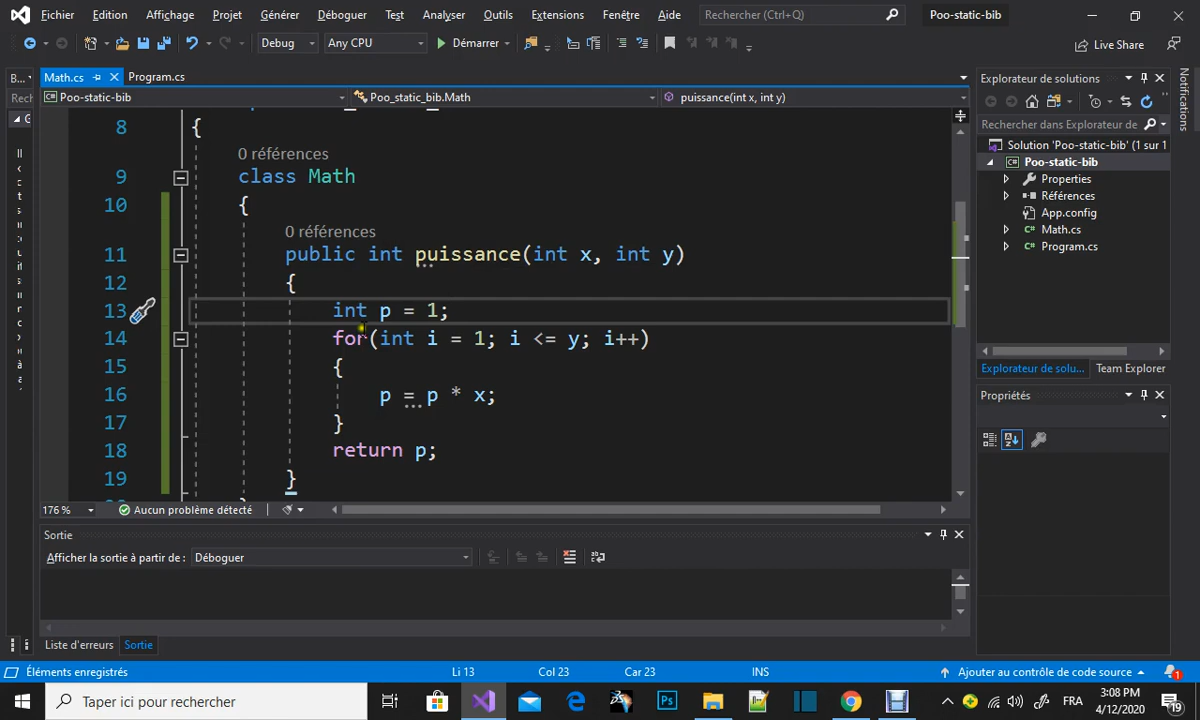 Fichier Edition Affichage Projet Générer Déboguer Test Analyser Outils Extensions Fenêtre Aide Rechercher (Ctrl+Q) Poo-static-bib
Debug Any CPU Démarrer Live Share
B... Math.cs Program.cs Explorateur de solutions
Rech Poo-static-bib Poo_static_bib.Math puissance(int x, int y)
Rechercher dans Explorateur de
8 {
Solution 'Poo-static-bib' (1 sur 1
0 références
Poo-static-bib
9 class Math
Properties
10 {
Références
App.config
0 références
Math.cs
11 public int puissance(int x, int y)
Program.cs
12 {
13 int p = 1;
14 for(int i = 1; i <= y; i++)
15 {
Explorateur de solu... Team Explorer
16 p = p * x;
Propriétés
17 }
18 return p;
19 }
176 % Aucun problème détecté
Sortie
Afficher la sortie à partir de : Déboguer
Liste d'erreurs Sortie
Éléments enregistrés Li 13 Col 23 Car 23 INS Ajouter au contrôle de code source 1
Taper ici pour rechercher FRA 3:08 PM
4/12/2020 19
Notifications